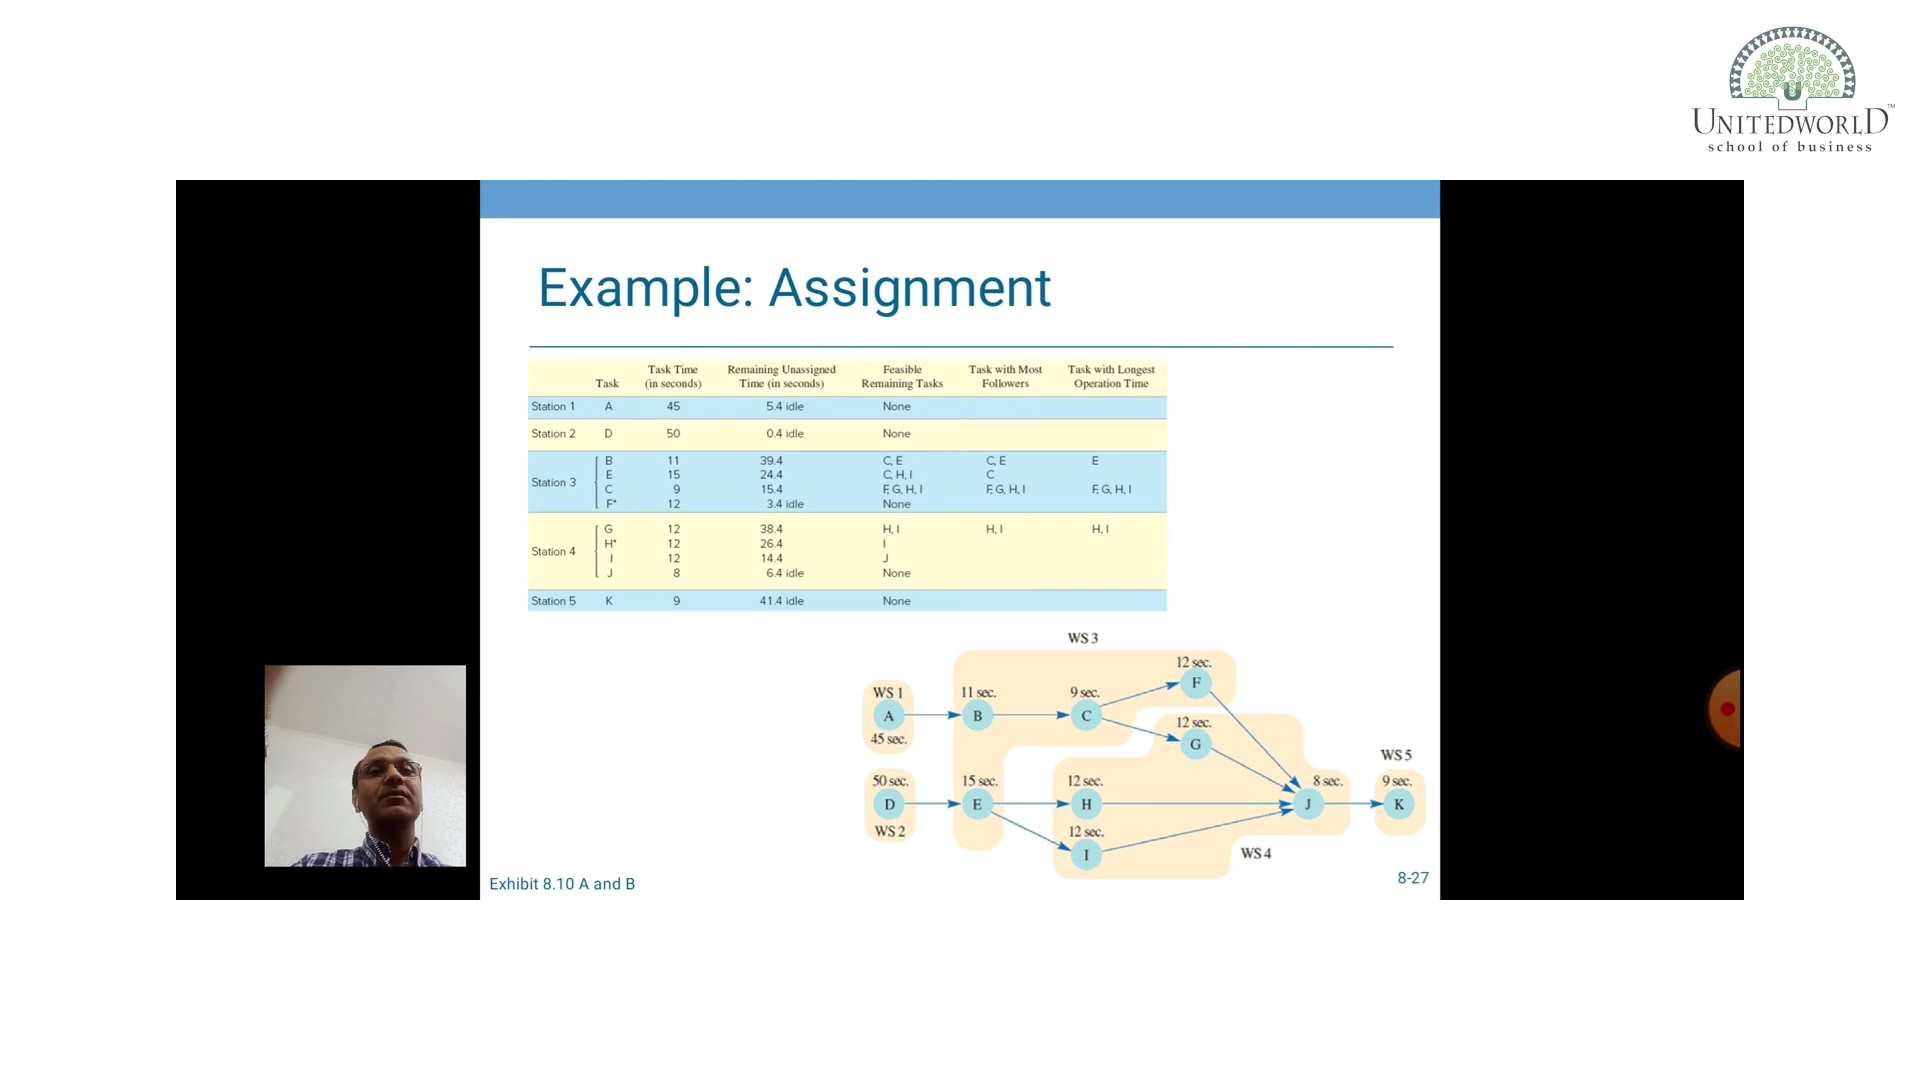 UNITEDWORLD™
school of business
Example: Assignment
Task Task Time (in seconds) Remaining Unassigned Time (in seconds) Feasible Remaining Tasks Task with Most Followers Task with Longest Operation Time
Station 1 A 45 5.4 idle None
Station 2 D 50 0.4 idle None
Station 3
B 11 39.4 C, E C, E E
E 15 24.4 C, H, I C
C 9 15.4 F, G, H, I F, G, H, I F, G, H, I
F* 12 3.4 idle None
Station 4
G 12 38.4 H, I H, I H, I
H* 12 26.4 I
I 12 14.4 J
J 8 6.4 idle None
Station 5 K 9 41.4 idle None
WS 3
12 sec.
F
WS 1 11 sec. 9 sec.
A B C
12 sec.
G
45 sec.
WS 5
50 sec. 15 sec. 12 sec. 8 sec. 9 sec.
D E H J K
WS 2 12 sec.
I
WS 4
Exhibit 8.10 A and B
8-27